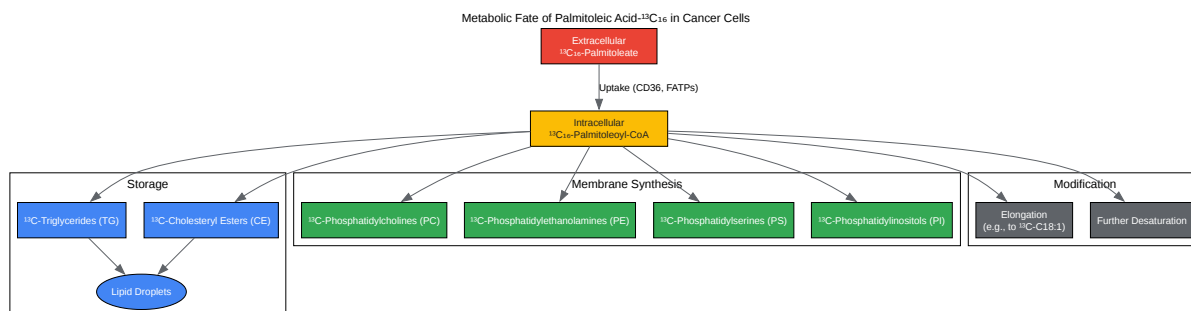 Metabolic Fate of Palmitoleic Acid-¹³C₁₆ in Cancer Cells
Extracellular
¹³C₁₆-Palmitoleate
Uptake (CD36, FATPs)
Intracellular
¹³C₁₆-Palmitoleoyl-CoA
Storage
Membrane Synthesis
Modification
¹³C-Triglycerides (TG)
¹³C-Cholesteryl Esters (CE)
¹³C-Phosphatidylcholines (PC)
¹³C-Phosphatidylethanolamines (PE)
¹³C-Phosphatidylserines (PS)
¹³C-Phosphatidylinositols (PI)
Elongation
(e.g., to ¹³C-C18:1)
Further Desaturation
Lipid Droplets